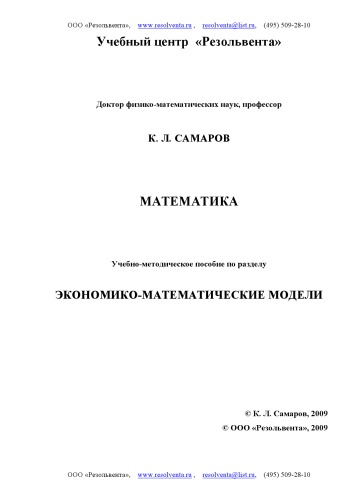 ООО «Резольвента», www.resolventa.ru , resolventa@list.ru, (495) 509-28-10
Учебный центр «Резольвента»
Доктор физико-математических наук, профессор
К. Л. САМАРОВ
МАТЕМАТИКА
Учебно-методическое пособие по разделу
ЭКОНОМИКО-МАТЕМАТИЧЕСКИЕ МОДЕЛИ
© К. Л. Самаров, 2009
© ООО «Резольвента», 2009
ООО «Резольвента», www.resolventa.ru , resolventa@list.ru, (495) 509-28-10